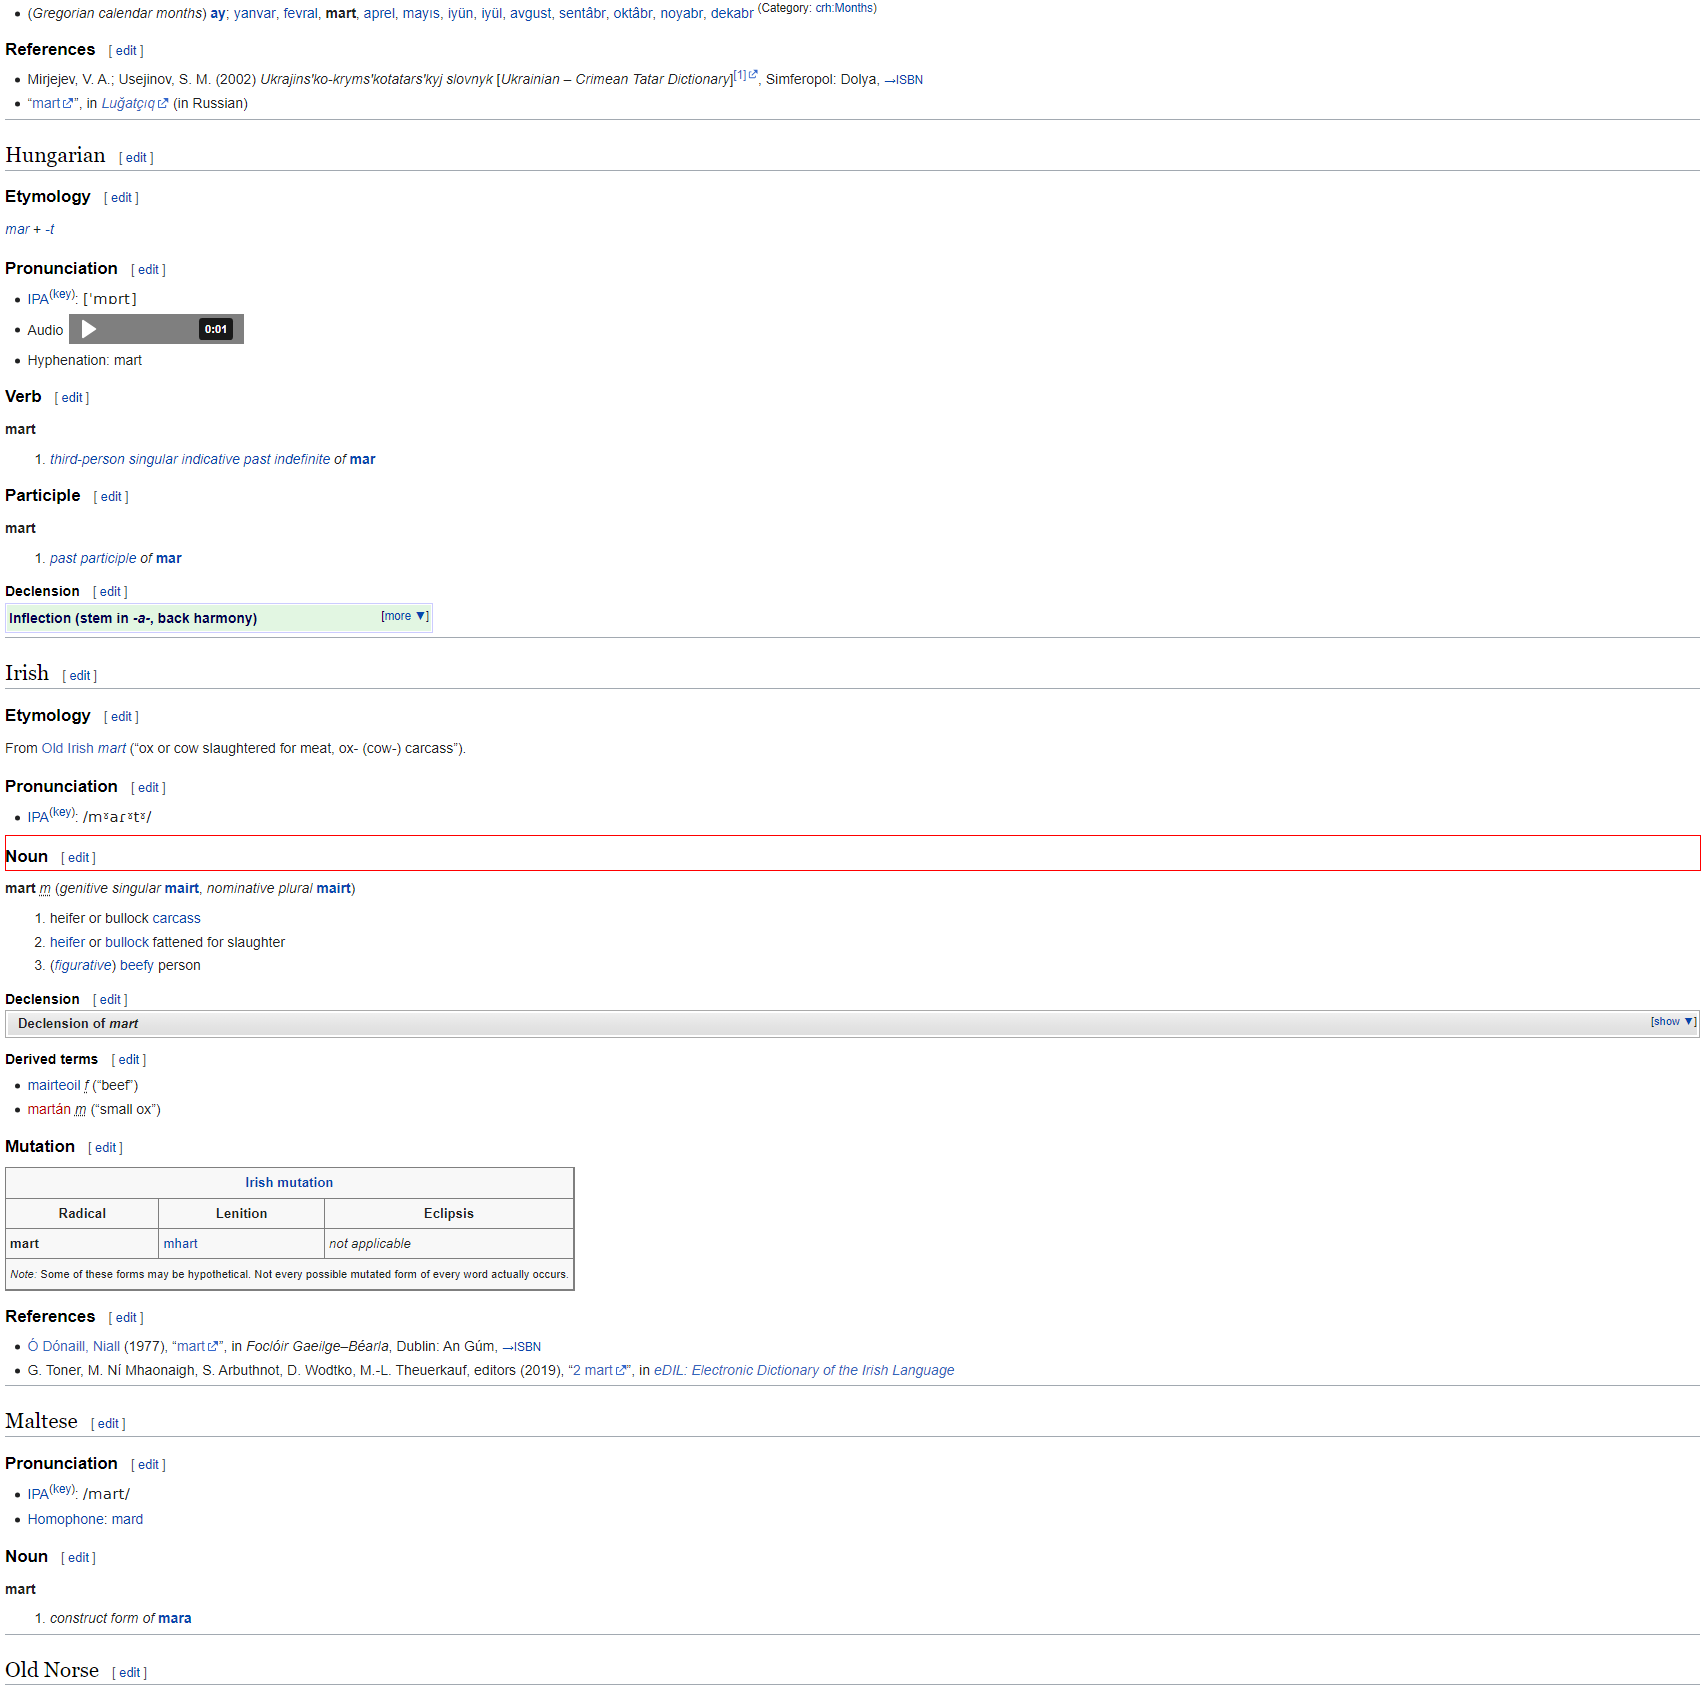 (Gregorian calendar months) ay; yanvar, fevral, mart, aprel, mayıs, iyün, iyül, avgust, sentâbr, oktâbr, noyabr, dekabr (Category: crh:Months)
References [ edit ]
Mirjejev, V. A.; Usejinov, S. M. (2002) Ukrajinsʹko-krymsʹkotatarsʹkyj slovnyk [Ukrainian – Crimean Tatar Dictionary][1], Simferopol: Dolya, →ISBN
“mart”, in Luğatçıq (in Russian)
Hungarian [ edit ]
Etymology [ edit ]
mar + -t
Pronunciation [ edit ]
IPA(key): [ˈmɒrt]
Audio 0:01
Hyphenation: mart
Verb [ edit ]
mart
1. third-person singular indicative past indefinite of mar
Participle [ edit ]
mart
1. past participle of mar
Declension [ edit ]
Inflection (stem in -a-, back harmony) [more ▼]
Irish [ edit ]
Etymology [ edit ]
From Old Irish mart (“ox or cow slaughtered for meat, ox- (cow-) carcass”).
Pronunciation [ edit ]
IPA(key): /mˠaɾˠtˠ/
Noun [ edit ]
mart m (genitive singular mairt, nominative plural mairt)
1. heifer or bullock carcass
2. heifer or bullock fattened for slaughter
3. (figurative) beefy person
Declension [ edit ]
Declension of mart [show ▼]
Derived terms [ edit ]
mairteoil f (“beef”)
martán m (“small ox”)
Mutation [ edit ]
Irish mutation
Radical Lenition Eclipsis
mart mhart not applicable
Note: Some of these forms may be hypothetical. Not every possible mutated form of every word actually occurs.
References [ edit ]
Ó Dónaill, Niall (1977), “mart”, in Foclóir Gaeilge–Béarla, Dublin: An Gúm, →ISBN
G. Toner, M. Ní Mhaonaigh, S. Arbuthnot, D. Wodtko, M.-L. Theuerkauf, editors (2019), “2 mart”, in eDIL: Electronic Dictionary of the Irish Language
Maltese [ edit ]
Pronunciation [ edit ]
IPA(key): /mart/
Homophone: mard
Noun [ edit ]
mart
1. construct form of mara
Old Norse [ edit ]